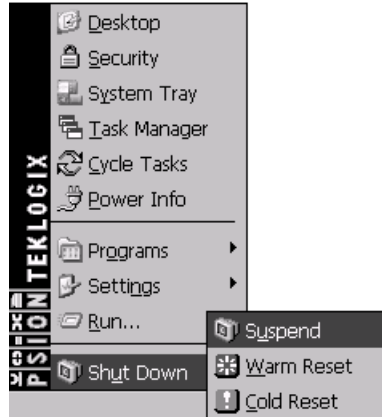 Desktop
Security
System Tray
Task Manager
Cycle Tasks
Power Info
Programs
Settings
Run...
Shut Down
Suspend
Warm Reset
Cold Reset
PSION TEKLOGIX